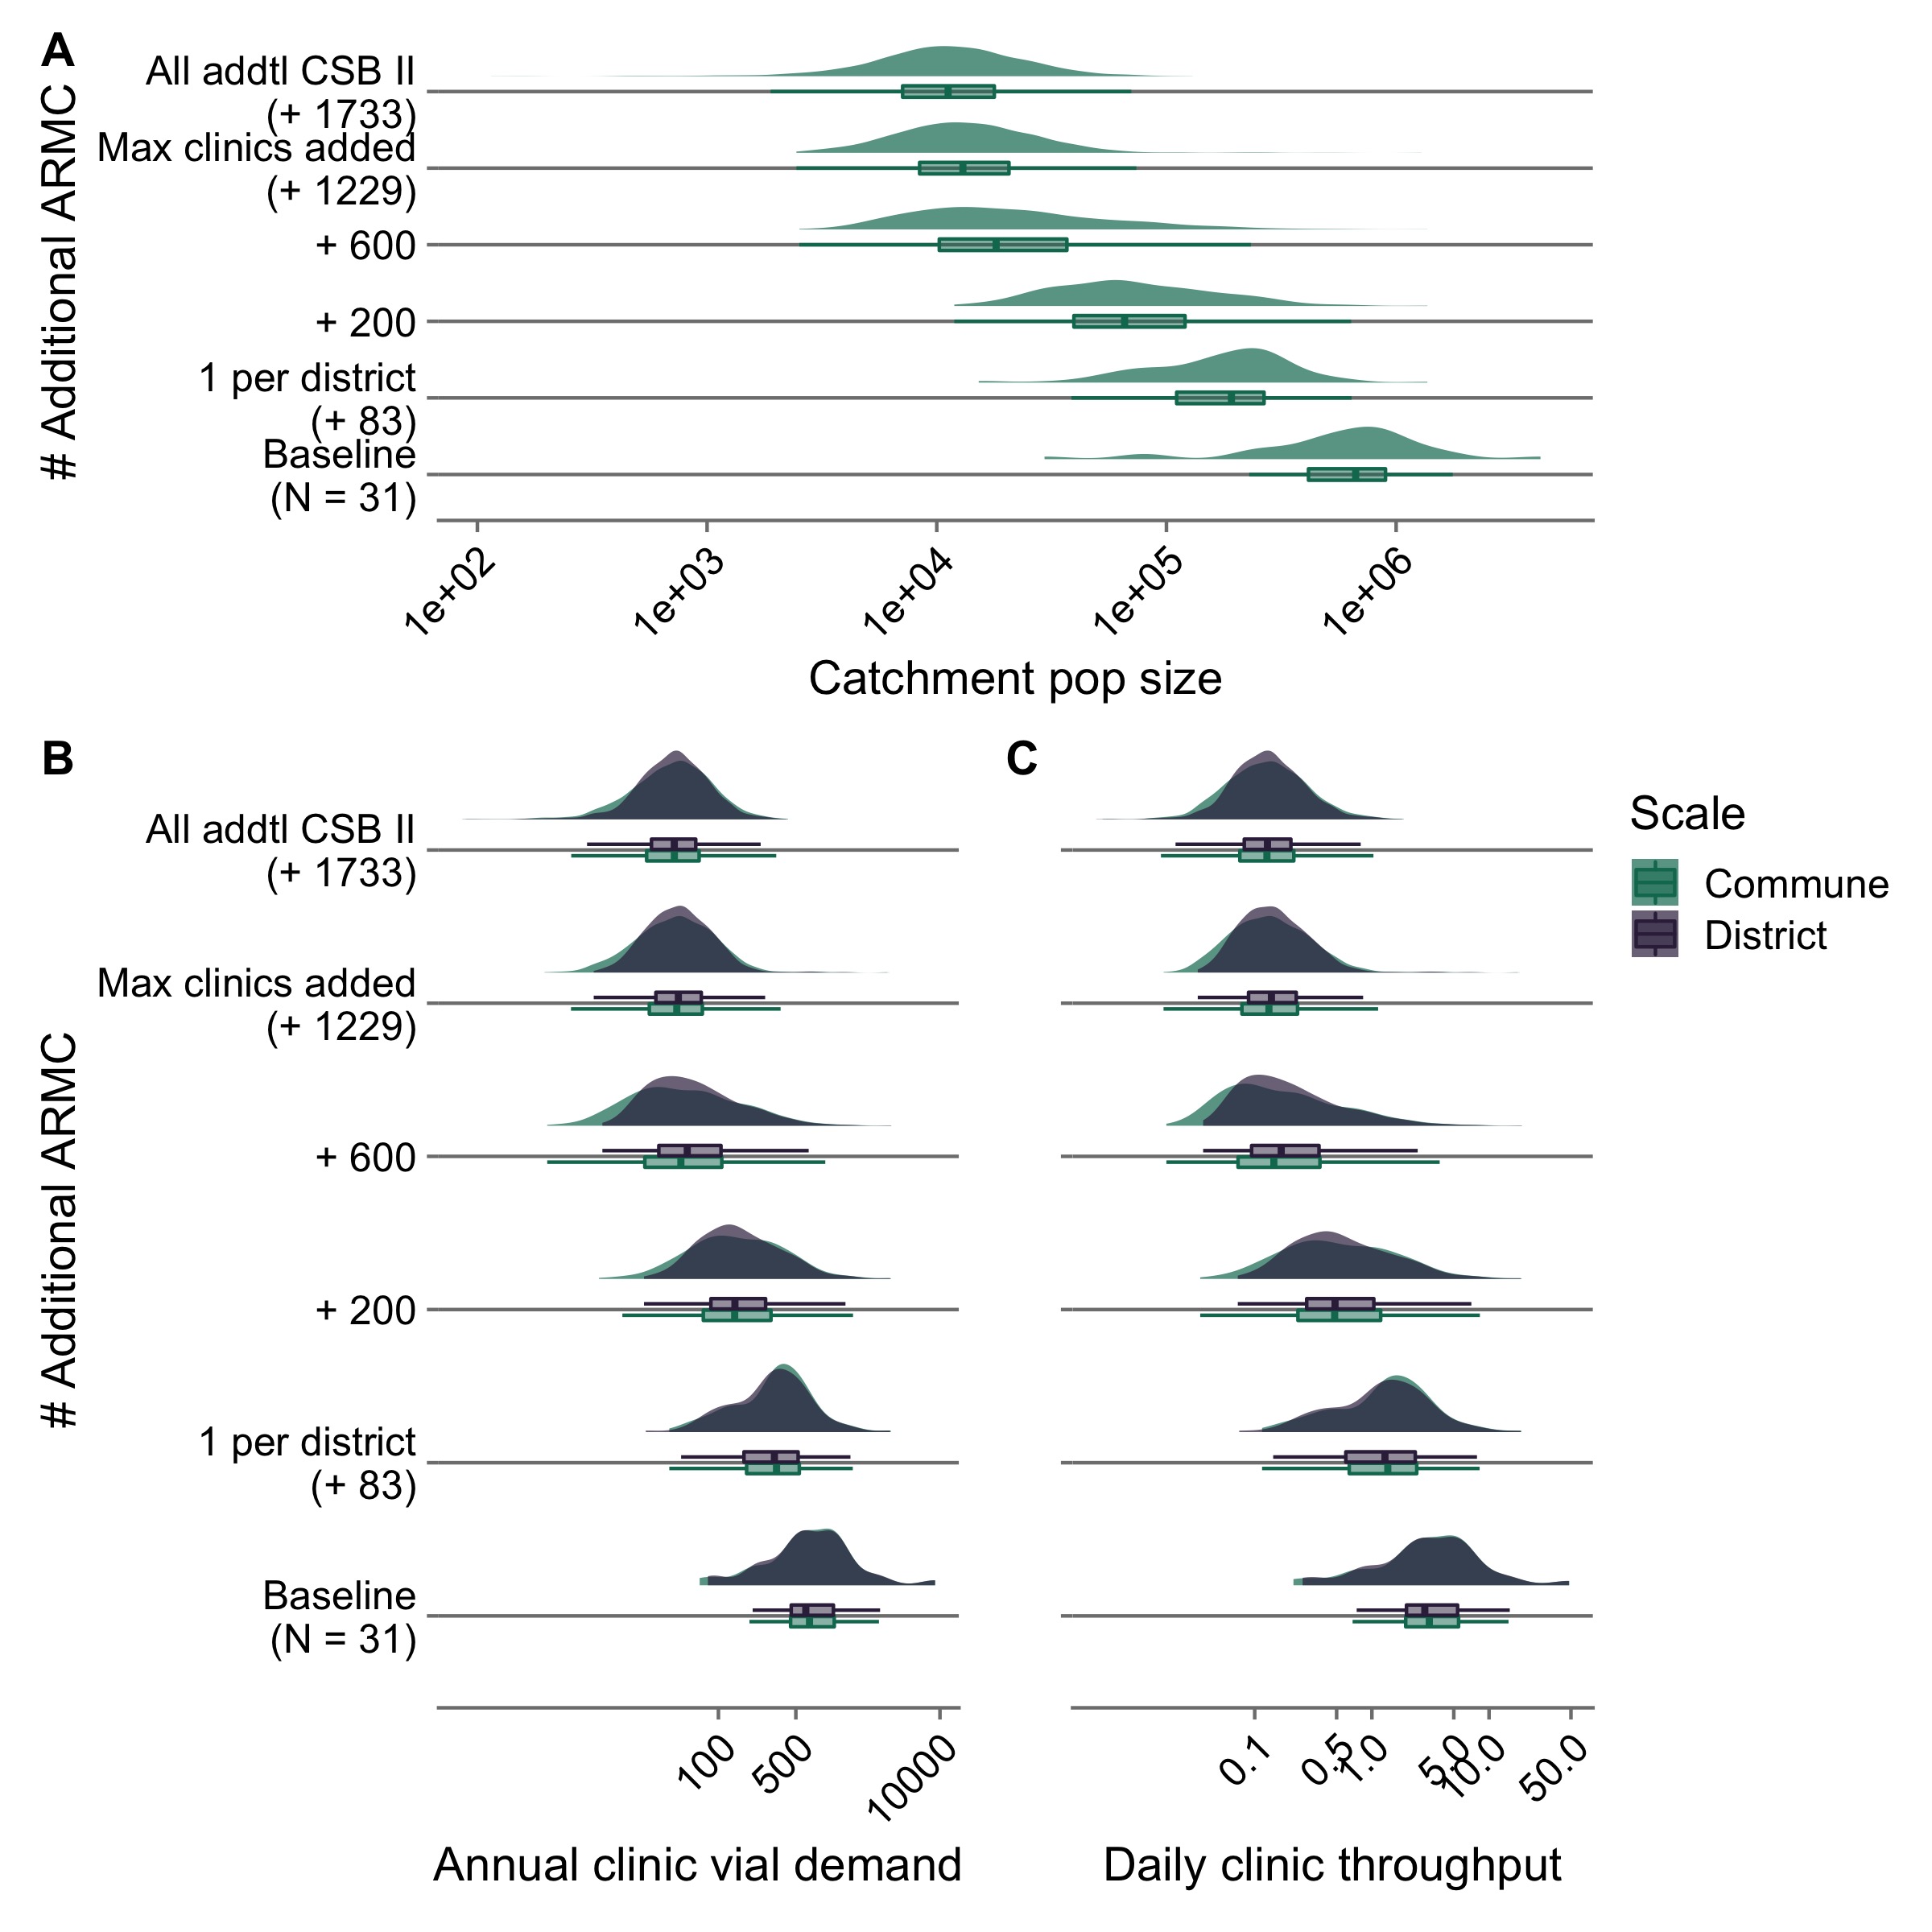 A
# Additional ARMC
All addtl CSB II
(+ 1733)
Max clinics added
(+ 1229)
+ 600
+ 200
1 per district
(+ 83)
Baseline
(N = 31)
1e+02
1e+03
1e+04
1e+05
1e+06
Catchment pop size
B
# Additional ARMC
All addtl CSB II
(+ 1733)
Max clinics added
(+ 1229)
+ 600
+ 200
1 per district
(+ 83)
Baseline
(N = 31)
100
500
10000
Annual clinic vial demand
C
0.1
0.5
1.0
5.0
10.0
50.0
Daily clinic throughput
Scale
Commune
District